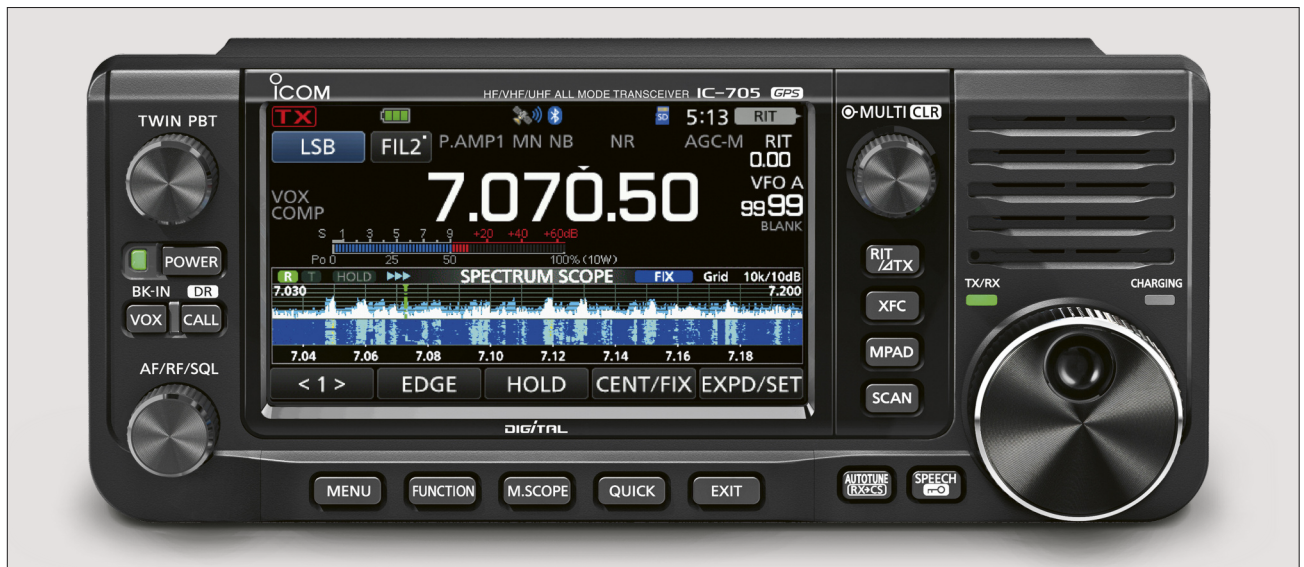 ICOM
HF/VHF/UHF ALL MODE TRANSCEIVER IC-705 GPS
TWIN PBT
POWER
BK-IN DR
VOX CALL
AF/RF/SQL
TX SD 5:13 RIT
LSB FIL2 P.AMP1 MN NB NR AGC-M RIT
0.00
VOX
COMP
7.070.50
VFO A
99 99
BLANK
S 1 3 5 7 9 +20 +40 +60dB
Po 0 25 50 100% (10W)
R T HOLD SPECTRUM SCOPE FIX Grid 10k/10dB
7.030 7.200
7.04 7.06 7.08 7.10 7.12 7.14 7.16 7.18
< 1 > EDGE HOLD CENT/FIX EXPD/SET
DIGITAL
MENU FUNCTION M.SCOPE QUICK EXIT
MULTI CLR
RIT
/⊿TX
XFC
MPAD
SCAN
TX/RX CHARGING
AUTOTUNE
RX➔CS
SPEECH